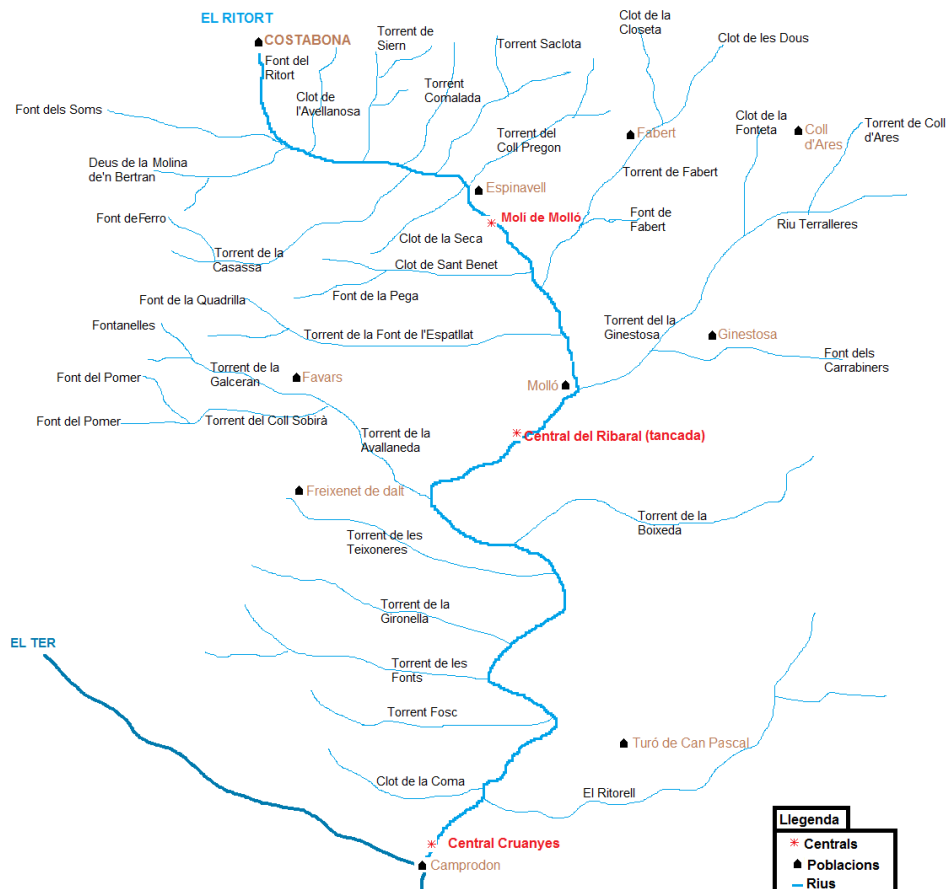 EL RITORT
COSTABONA
Font del
Ritort
Torrent de
Siern
Torrent Saclota
Clot de la
Closeta
Clot de les Dous
Torrent
Comalada
Clot de
l'Avellanosa
Font dels Soms
Torrent del
Coll Pregon
Fabert
Clot de la
Fonteta
Coll
d'Ares
Torrent de Coll
d'Ares
Deus de la Molina
de'n Bertran
Espinavell
Torrent de Fabert
Font de Ferro
Molí de Molló
Font de
Fabert
Riu Terralleres
Clot de la Seca
Torrent de la
Casassa
Clot de Sant Benet
Font de la Quadrilla
Font de la Pega
Fontanelles
Torrent de la Font de l'Espatllat
Torrent del la
Ginestosa
Ginestosa
Font dels
Carrabiners
Torrent de la
Galceran
Font del Pomer
Favars
Molló
Font del Pomer
Torrent del Coll Sobirà
Torrent de la
Avallaneda
Central del Ribaral (tancada)
Freixenet de dalt
Torrent de la
Boixeda
Torrent de les
Teixoneres
Torrent de la
Gironella
EL TER
Torrent de les
Fonts
Torrent Fosc
Turó de Can Pascal
Clot de la Coma
El Ritorell
Central Cruanyes
Camprodon
Llegenda
Centrals
Poblacions
Rius